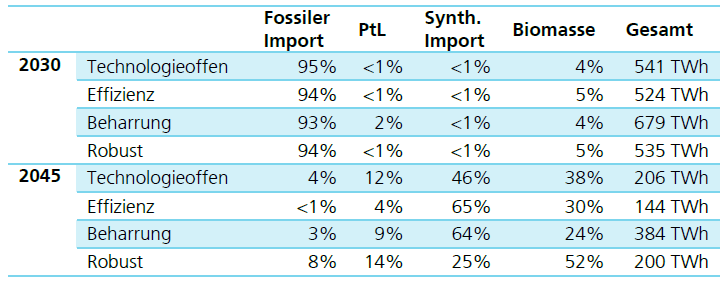 Fossiler Import PtL Synth. Import Biomasse Gesamt
2030 Technologieoffen 95% <1% <1% 4% 541 TWh
Effizienz 94% <1% <1% 5% 524 TWh
Beharrung 93% 2% <1% 4% 679 TWh
Robust 94% <1% <1% 5% 535 TWh
2045 Technologieoffen 4% 12% 46% 38% 206 TWh
Effizienz <1% 4% 65% 30% 144 TWh
Beharrung 3% 9% 64% 24% 384 TWh
Robust 8% 14% 25% 52% 200 TWh